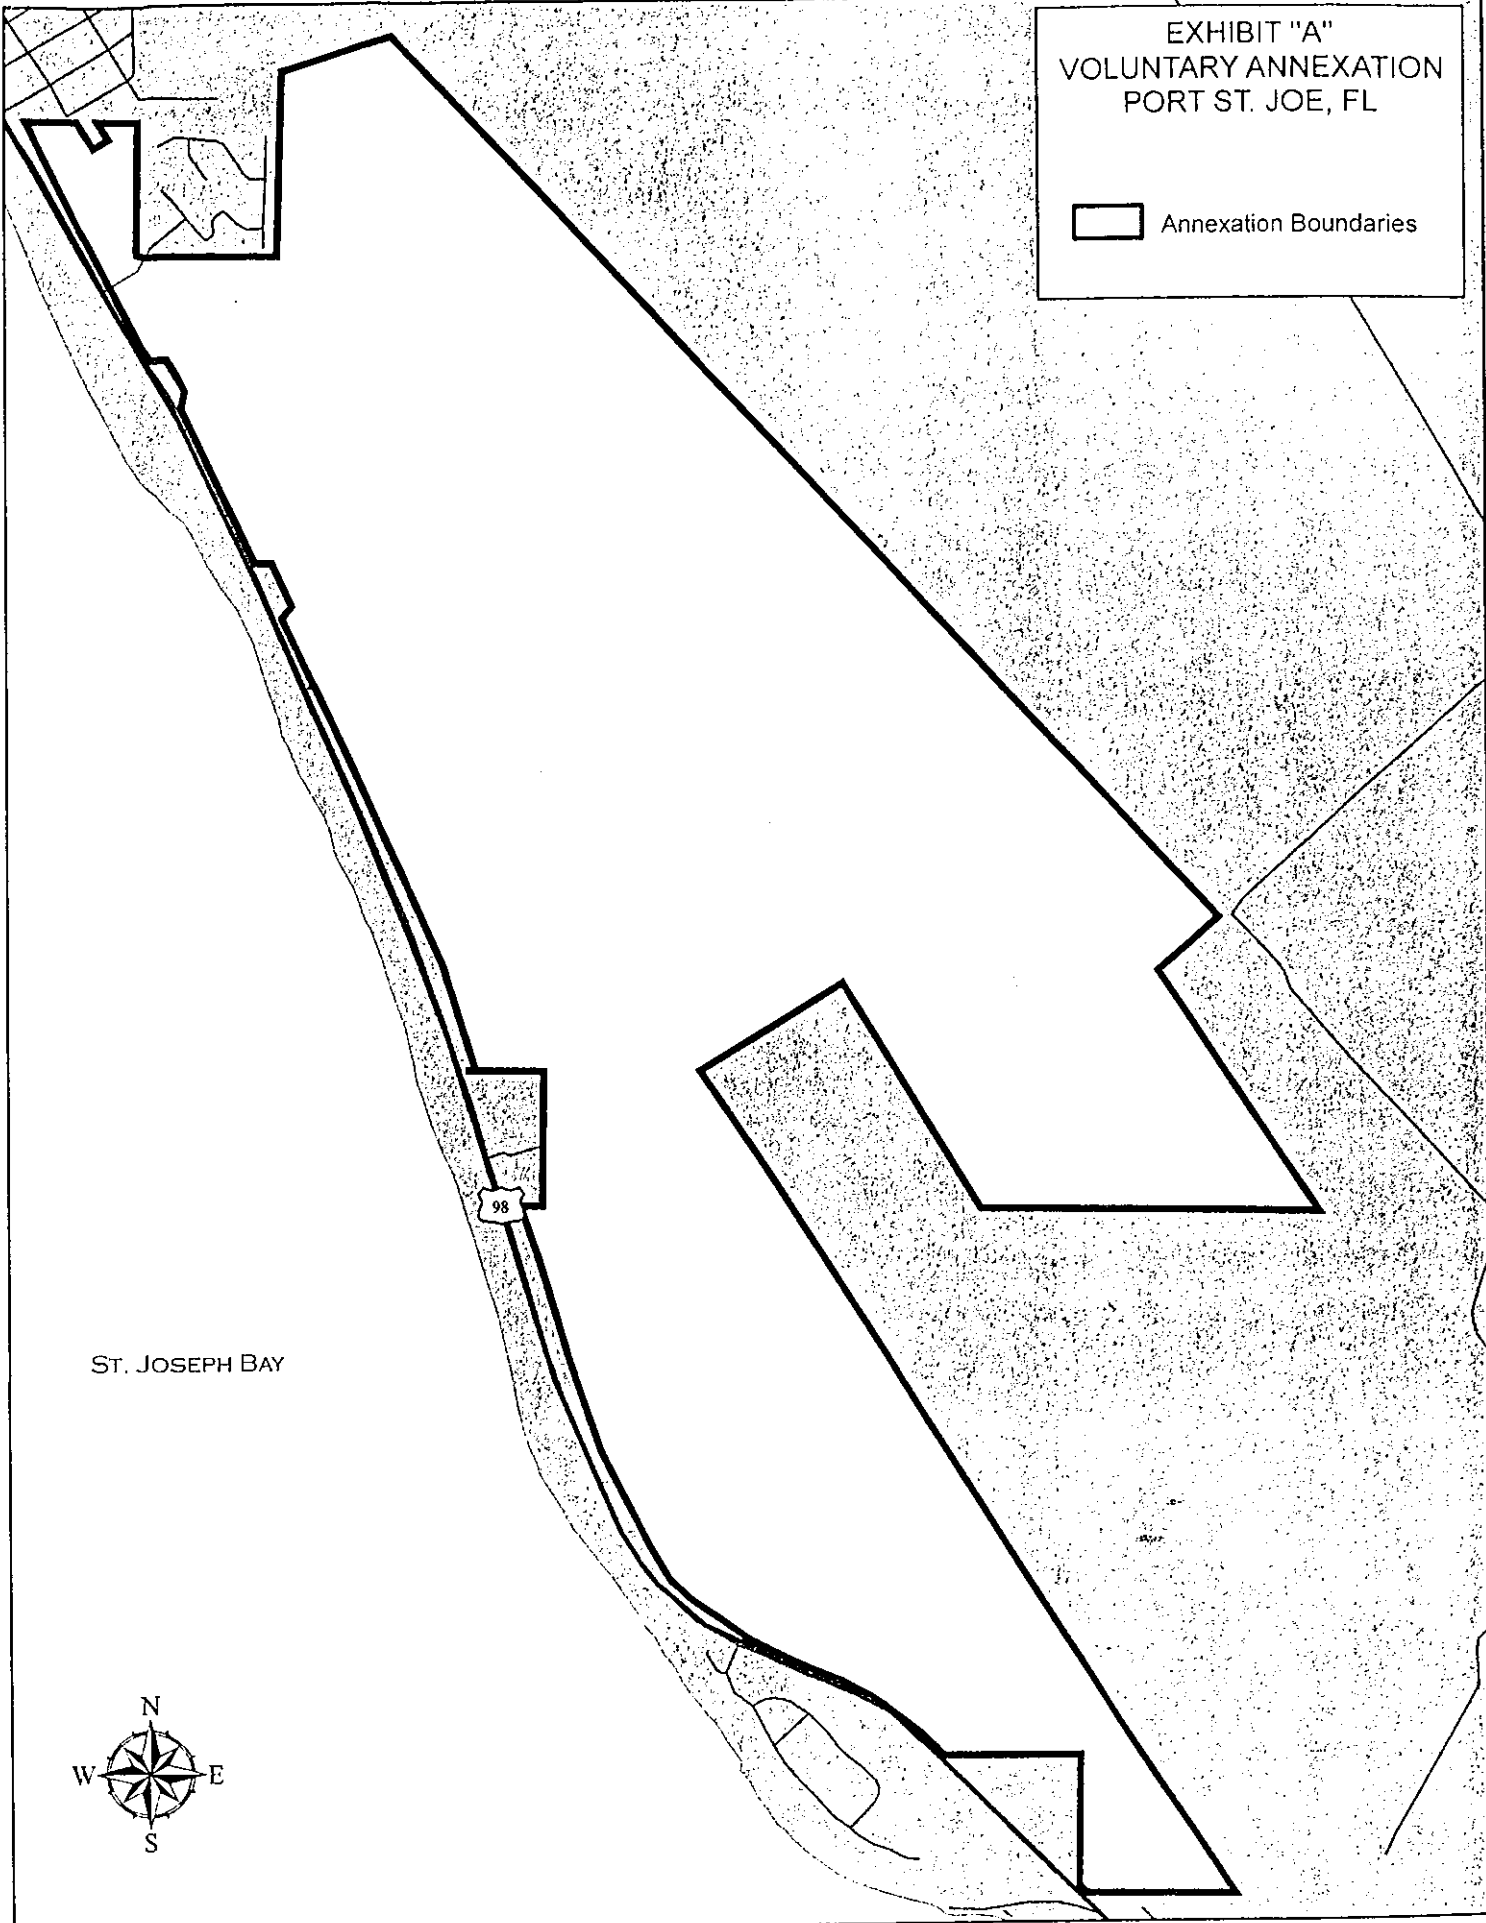 EXHIBIT "A"
VOLUNTARY ANNEXATION
PORT ST. JOE, FL
Annexation Boundaries
98
ST. JOSEPH BAY
N
W E
S